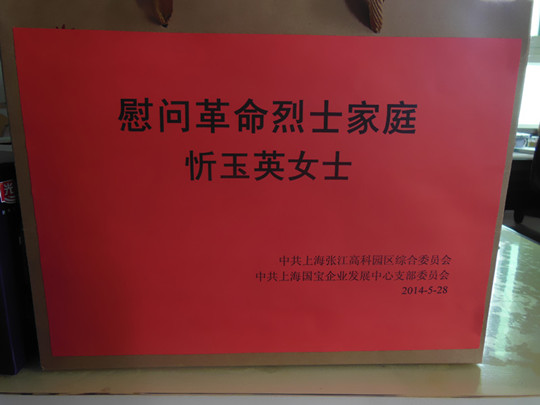 慰问革命烈士家庭
忻玉英女士
中共上海张江高科园区综合委员会
中共上海国宝企业发展中心支部委员会
2014-5-28